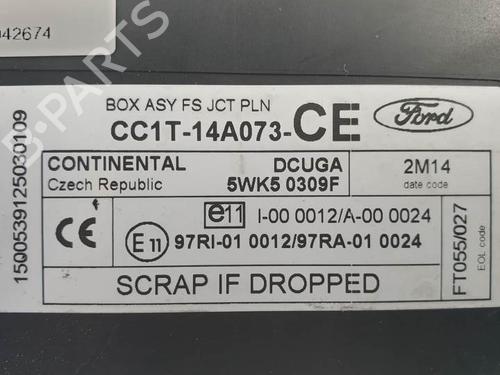 042674
BOX ASY FS JCT PLN
CC1T-14A073-CE
Ford
CONTINENTAL
Czech Republic
DCUGA
5WK5 0309F
2M14
date code
CE
e11 I-00 0012/A-00 0024
E11 97RI-01 0012/97RA-01 0024
SCRAP IF DROPPED
FT055/027
EOL code
1500539125030109
B-PARTS